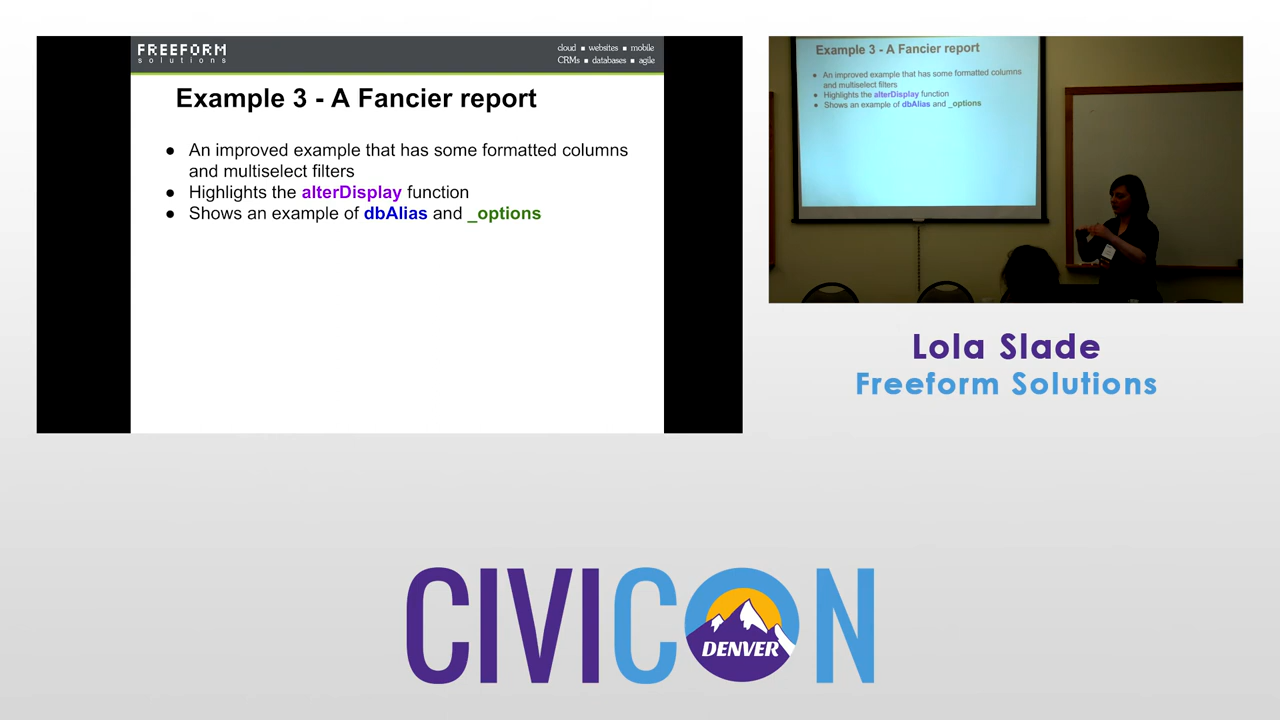 FREEFORM
solutions
cloud ■ websites ■ mobile
CRMs ■ databases ■ agile
Example 3 - A Fancier report
● An improved example that has some formatted columns
and multiselect filters
● Highlights the alterDisplay function
● Shows an example of dbAlias and _options
Example 3 - A Fancier report
● An improved example that has some formatted columns
and multiselect filters
● Highlights the alterDisplay function
● Shows an example of dbAlias and _options
Lola Slade
Freeform Solutions
CIVICON
DENVER